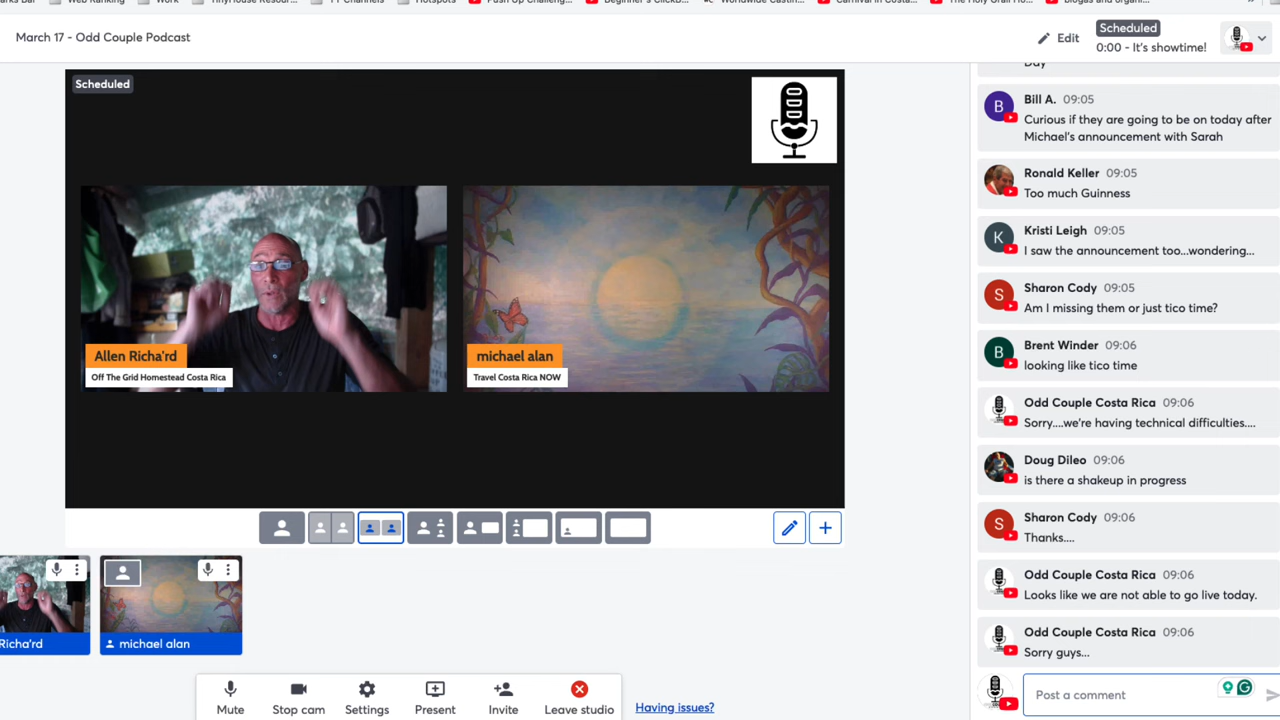 Web Ranking
Work
March 17 - Odd Couple Podcast
Edit
Scheduled
0:00 - It's showtime!
Scheduled
Allen Richa'rd
Off The Grid Homestead Costa Rica
michael alan
Travel Costa Rica NOW
Richa'rd
michael alan
Mute
Stop cam
Settings
Present
Invite
Leave studio
Having issues?
Day
Bill A. 09:05
Curious if they are going to be on today after
Michael's announcement with Sarah
Ronald Keller 09:05
Too much Guinness
Kristi Leigh 09:05
I saw the announcement too...wondering...
Sharon Cody 09:05
Am I missing them or just tico time?
Brent Winder 09:06
looking like tico time
Odd Couple Costa Rica 09:06
Sorry....we're having technical difficulties....
Doug Dileo 09:06
is there a shakeup in progress
Sharon Cody 09:06
Thanks....
Odd Couple Costa Rica 09:06
Looks like we are not able to go live today.
Odd Couple Costa Rica 09:06
Sorry guys...
Post a comment